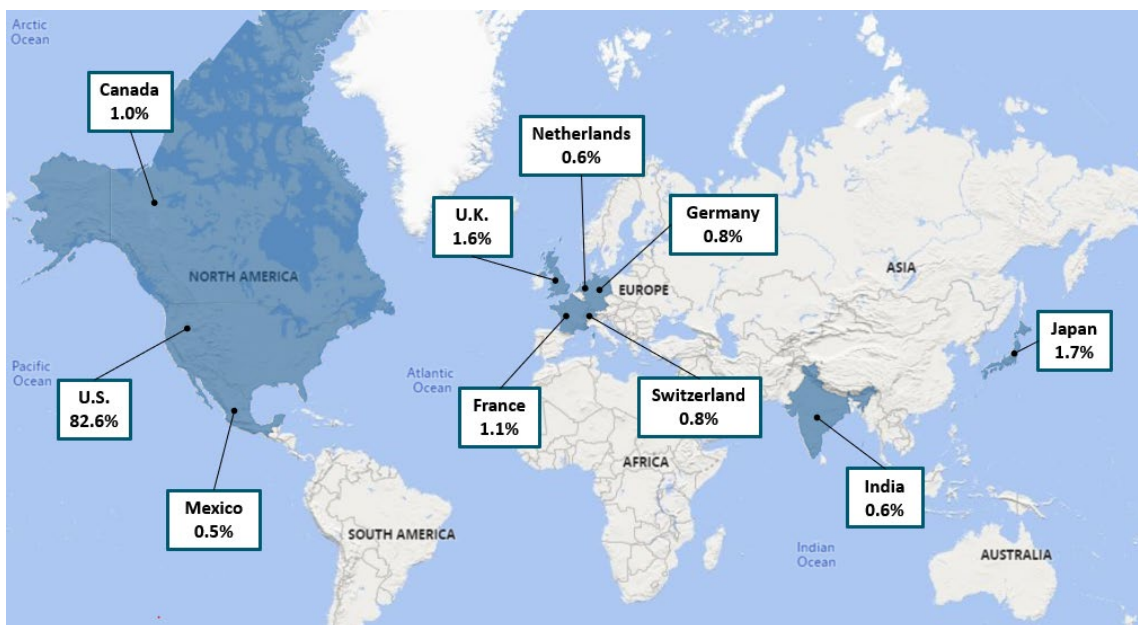 Arctic
Ocean
Canada
1.0%
Netherlands
0.6%
U.K.
1.6%
Germany
0.8%
NORTH AMERICA
EUROPE
ASIA
Japan
1.7%
Pacific
Ocean
Atlantic
Ocean
U.S.
82.6%
France
1.1%
Switzerland
0.8%
AFRICA
India
0.6%
Mexico
0.5%
SOUTH AMERICA
Indian
Ocean
AUSTRALIA